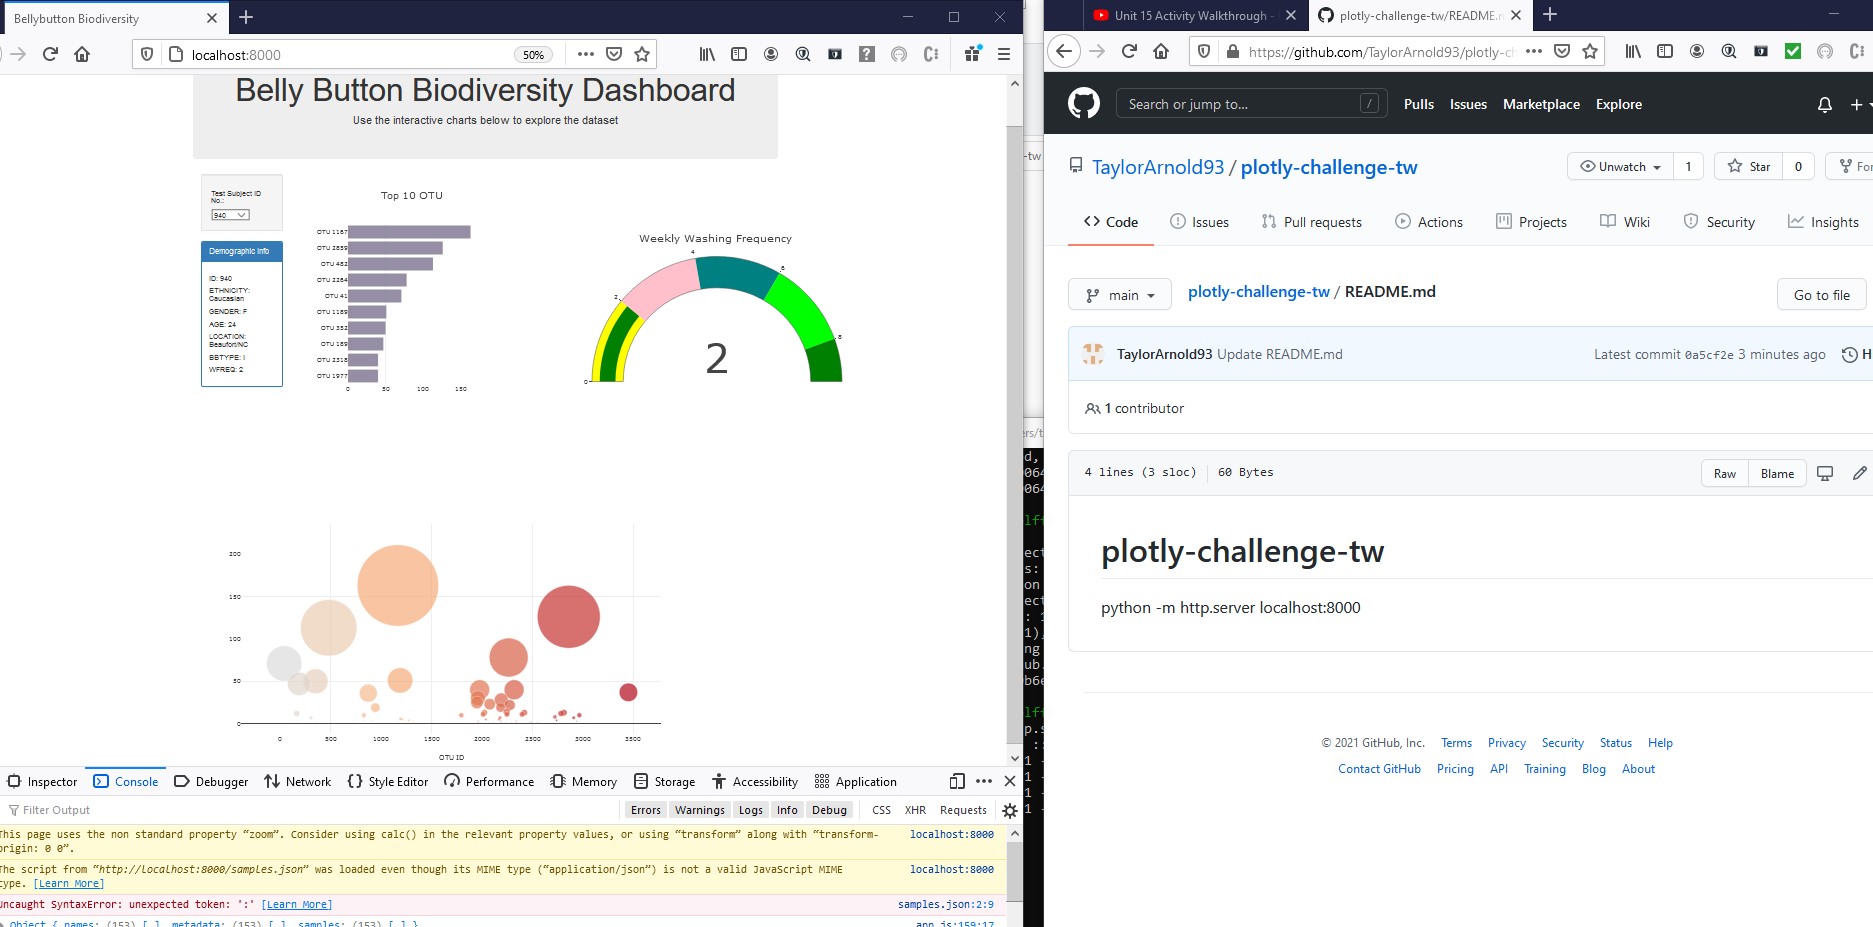 Bellybutton Biodiversity
localhost:8000
50%
Belly Button Biodiversity Dashboard
Use the interactive charts below to explore the dataset
Test Subject ID
No.:
940
Demographic Info
ID: 940
ETHNICITY:
Caucasian
GENDER: F
AGE: 24
LOCATION:
Beaufort/NC
BBTYPE: I
WFREQ: 2
Top 10 OTU
OTU 1167
OTU 2859
OTU 482
OTU 2264
OTU 41
OTU 1189
OTU 352
OTU 189
OTU 2318
OTU 1977
0 50 100 150
Weekly Washing Frequency
0
2
4
6
8
2
200
150
100
50
0
0 500 1000 1500 2000 2500 3000 3500
OTU ID
Inspector Console Debugger Network Style Editor Performance Memory Storage Accessibility Application
Filter Output
Errors Warnings Logs Info Debug CSS XHR Requests
This page uses the non standard property “zoom”. Consider using calc() in the relevant property values, or using “transform” along with “transform-
origin: 0 0”. localhost:8000
The script from “http://localhost:8000/samples.json” was loaded even though its MIME type (“application/json”) is not a valid JavaScript MIME
type. [Learn More] localhost:8000
Uncaught SyntaxError: unexpected token: ':' [Learn More] samples.json:2:9
Object { names: (153) […], metadata: (153) […], samples: (153) […] } app.js:159:17
Unit 15 Activity Walkthrough -
plotly-challenge-tw/README.m
https://github.com/TaylorArnold93/plotly-ch
Search or jump to... /
Pulls Issues Marketplace Explore
TaylorArnold93 / plotly-challenge-tw
Unwatch 1 Star 0 For
Code Issues Pull requests Actions Projects Wiki Security Insights
main
plotly-challenge-tw / README.md
Go to file
TaylorArnold93 Update README.md
Latest commit 0a5cf2e 3 minutes ago H
1 contributor
4 lines (3 sloc) 60 Bytes
Raw Blame
plotly-challenge-tw
python -m http.server localhost:8000
© 2021 GitHub, Inc. Terms Privacy Security Status Help
Contact GitHub Pricing API Training Blog About